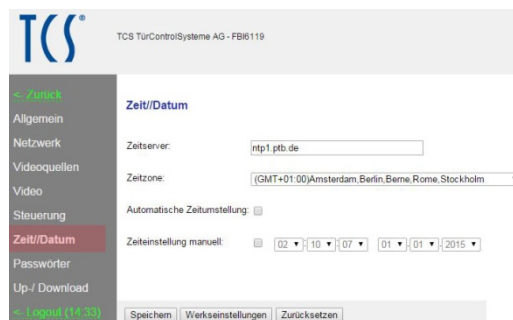 TCS®
TCS TürControlSysteme AG - FBI6119
<- Zurück
Allgemein
Netzwerk
Videoquellen
Video
Steuerung
Zeit//Datum
Passwörter
Up-/ Download
<- Logout (14:33)
Zeit//Datum
Zeitserver: ntp1.ptb.de
Zeitzone: (GMT+01:00)Amsterdam,Berlin,Berne,Rome,Stockholm
Automatische Zeitumstellung:
Zeiteinstellung manuell: 02 : 10 : 07 01 . 01 . 2015
Speichern Werkseinstellungen Zurücksetzen